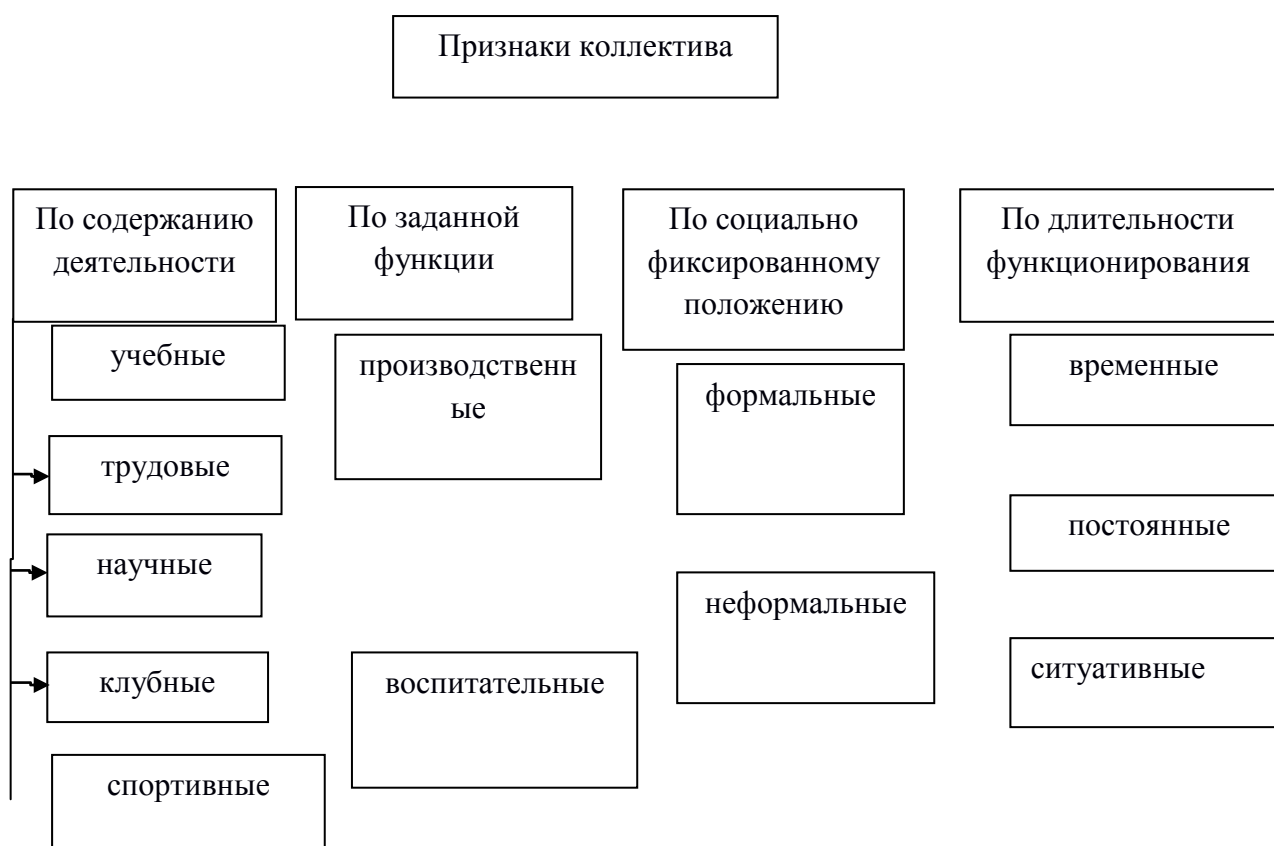 Признаки коллектива
По содержанию
деятельности
учебные
трудовые
научные
клубные
спортивные
По заданной
функции
производственн
ые
воспитательные
По социально
фиксированному
положению
формальные
неформальные
По длительности
функционирования
временные
постоянные
ситуативные